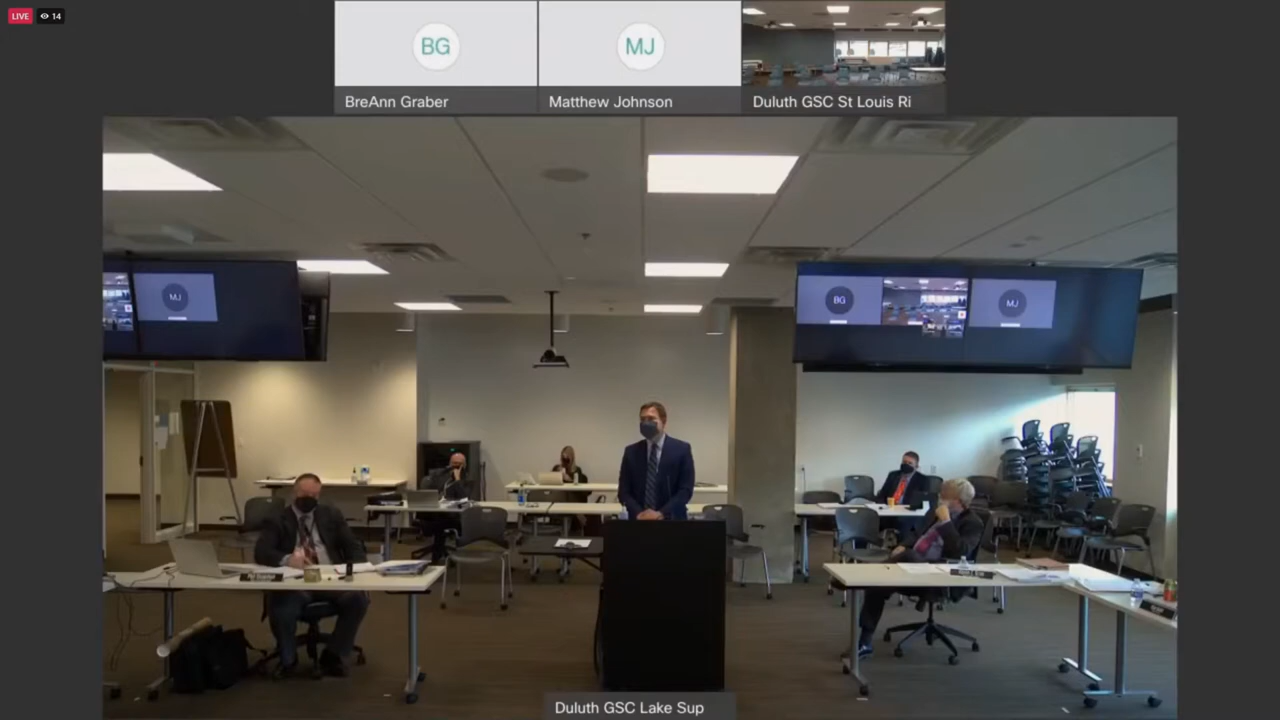 LIVE 14
BG
MJ
BreAnn Graber
Matthew Johnson
Duluth GSC St Louis Ri
MJ
BG
MJ
Duluth GSC Lake Sup